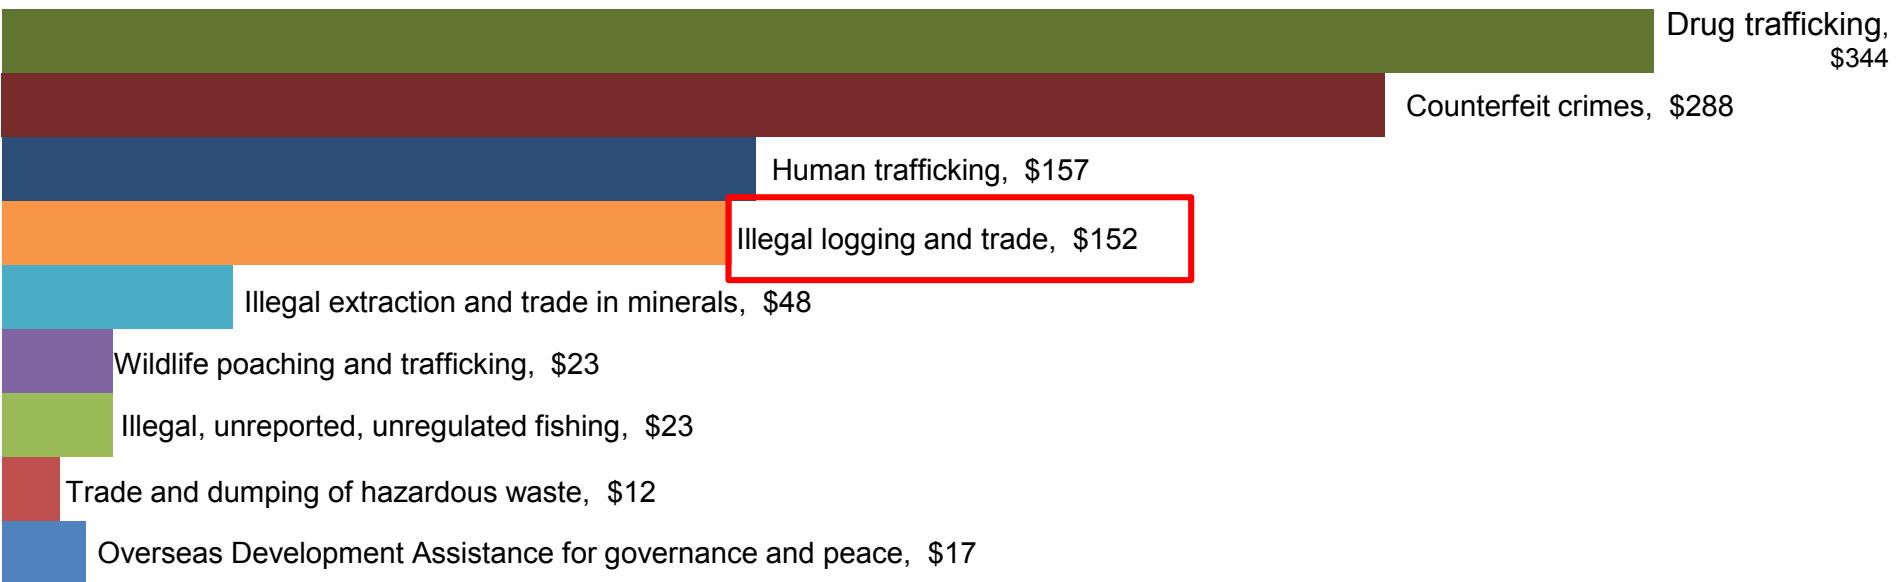 Drug trafficking,
$344
Counterfeit crimes, $288
Human trafficking, $157
Illegal logging and trade, $152
Illegal extraction and trade in minerals, $48
Wildlife poaching and trafficking, $23
Illegal, unreported, unregulated fishing, $23
Trade and dumping of hazardous waste, $12
Overseas Development Assistance for governance and peace, $17